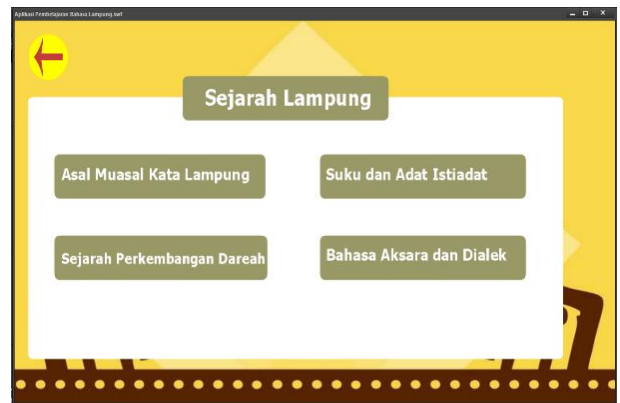 Aplikasi Pembelajaran Bahasa Lampung.swf
Sejarah Lampung
Asal Muasal Kata Lampung
Suku dan Adat Istiadat
Sejarah Perkembangan Dareah
Bahasa Aksara dan Dialek